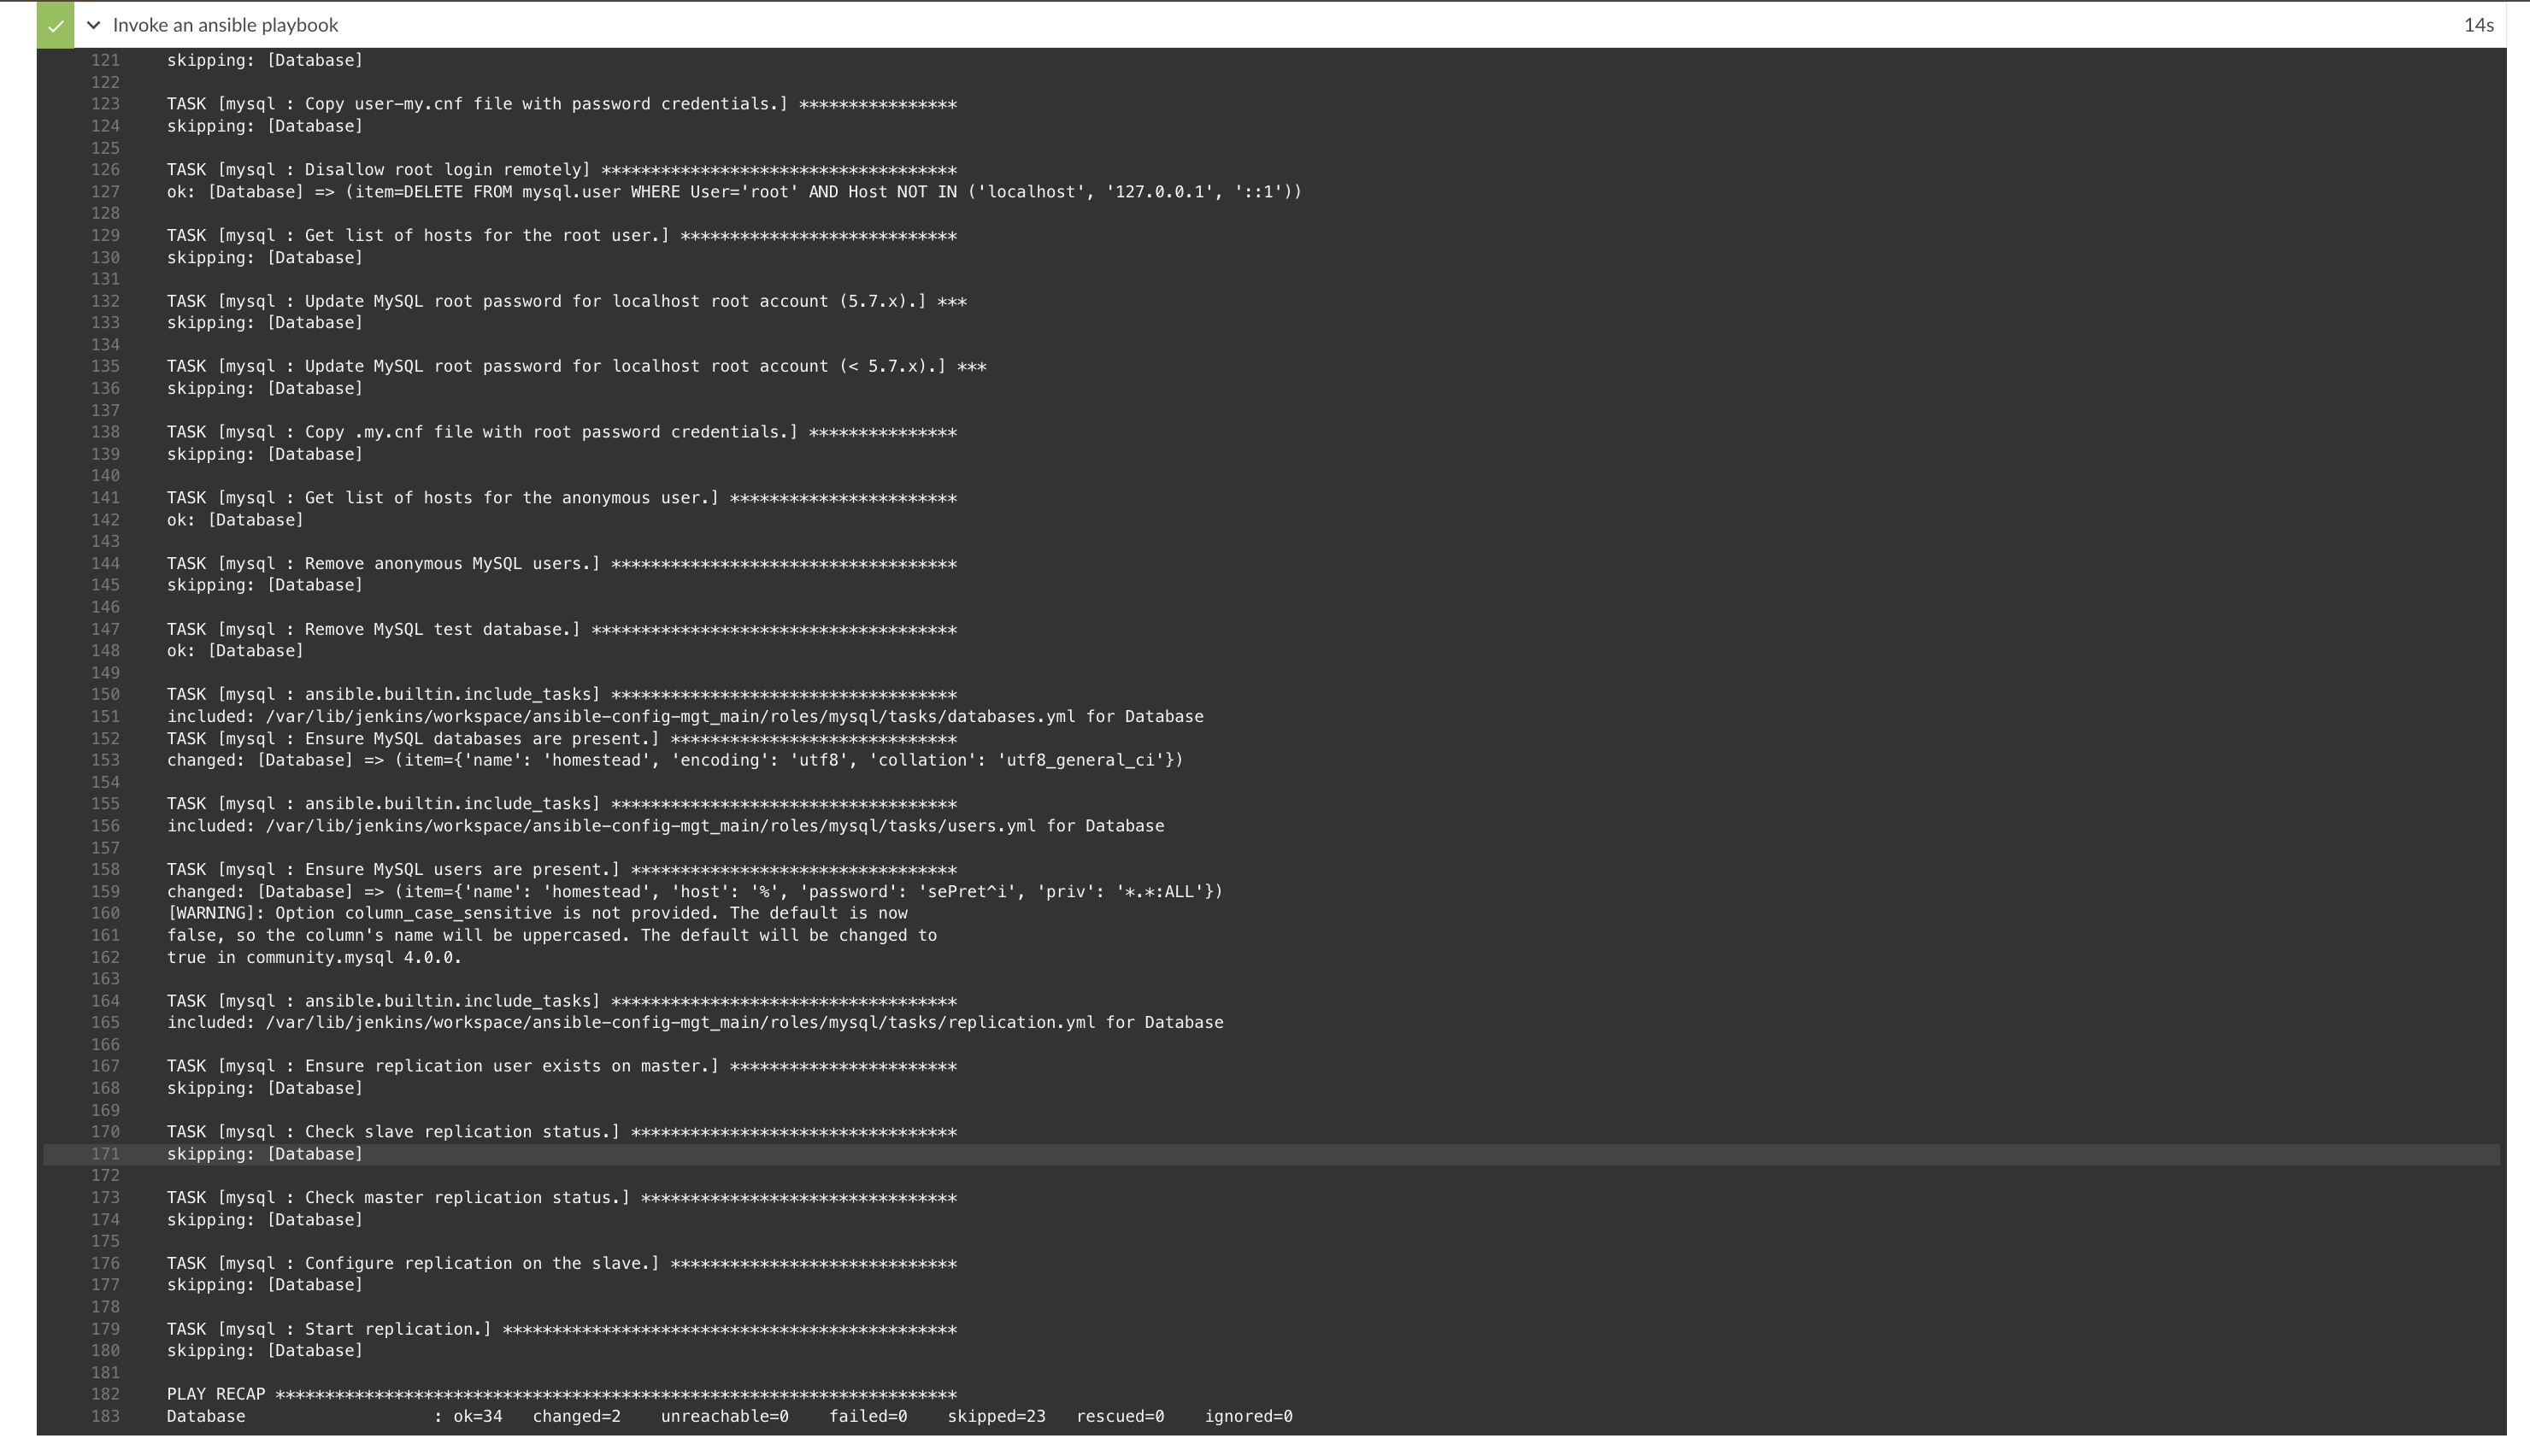 Invoke an ansible playbook 14s
121 skipping: [Database]
122
123 TASK [mysql : Copy user-my.cnf file with password credentials.] ****************
124 skipping: [Database]
125
126 TASK [mysql : Disallow root login remotely] ************************************
127 ok: [Database] => (item=DELETE FROM mysql.user WHERE User='root' AND Host NOT IN ('localhost', '127.0.0.1', '::1'))
128
129 TASK [mysql : Get list of hosts for the root user.] ****************************
130 skipping: [Database]
131
132 TASK [mysql : Update MySQL root password for localhost root account (5.7.x).] ***
133 skipping: [Database]
134
135 TASK [mysql : Update MySQL root password for localhost root account (< 5.7.x).] ***
136 skipping: [Database]
137
138 TASK [mysql : Copy .my.cnf file with root password credentials.] ***************
139 skipping: [Database]
140
141 TASK [mysql : Get list of hosts for the anonymous user.] ***********************
142 ok: [Database]
143
144 TASK [mysql : Remove anonymous MySQL users.] ***********************************
145 skipping: [Database]
146
147 TASK [mysql : Remove MySQL test database.] *************************************
148 ok: [Database]
149
150 TASK [mysql : ansible.builtin.include_tasks] ***********************************
151 included: /var/lib/jenkins/workspace/ansible-config-mgt_main/roles/mysql/tasks/databases.yml for Database
152 TASK [mysql : Ensure MySQL databases are present.] *****************************
153 changed: [Database] => (item={'name': 'homestead', 'encoding': 'utf8', 'collation': 'utf8_general_ci'})
154
155 TASK [mysql : ansible.builtin.include_tasks] ***********************************
156 included: /var/lib/jenkins/workspace/ansible-config-mgt_main/roles/mysql/tasks/users.yml for Database
157
158 TASK [mysql : Ensure MySQL users are present.] *********************************
159 changed: [Database] => (item={'name': 'homestead', 'host': '%', 'password': 'sePret^i', 'priv': '*.*:ALL'})
160 [WARNING]: Option column_case_sensitive is not provided. The default is now
161 false, so the column's name will be uppercased. The default will be changed to
162 true in community.mysql 4.0.0.
163
164 TASK [mysql : ansible.builtin.include_tasks] ***********************************
165 included: /var/lib/jenkins/workspace/ansible-config-mgt_main/roles/mysql/tasks/replication.yml for Database
166
167 TASK [mysql : Ensure replication user exists on master.] ***********************
168 skipping: [Database]
169
170 TASK [mysql : Check slave replication status.] *********************************
171 skipping: [Database]
172
173 TASK [mysql : Check master replication status.] ********************************
174 skipping: [Database]
175
176 TASK [mysql : Configure replication on the slave.] *****************************
177 skipping: [Database]
178
179 TASK [mysql : Start replication.] **********************************************
180 skipping: [Database]
181
182 PLAY RECAP *********************************************************************
183 Database : ok=34 changed=2 unreachable=0 failed=0 skipped=23 rescued=0 ignored=0